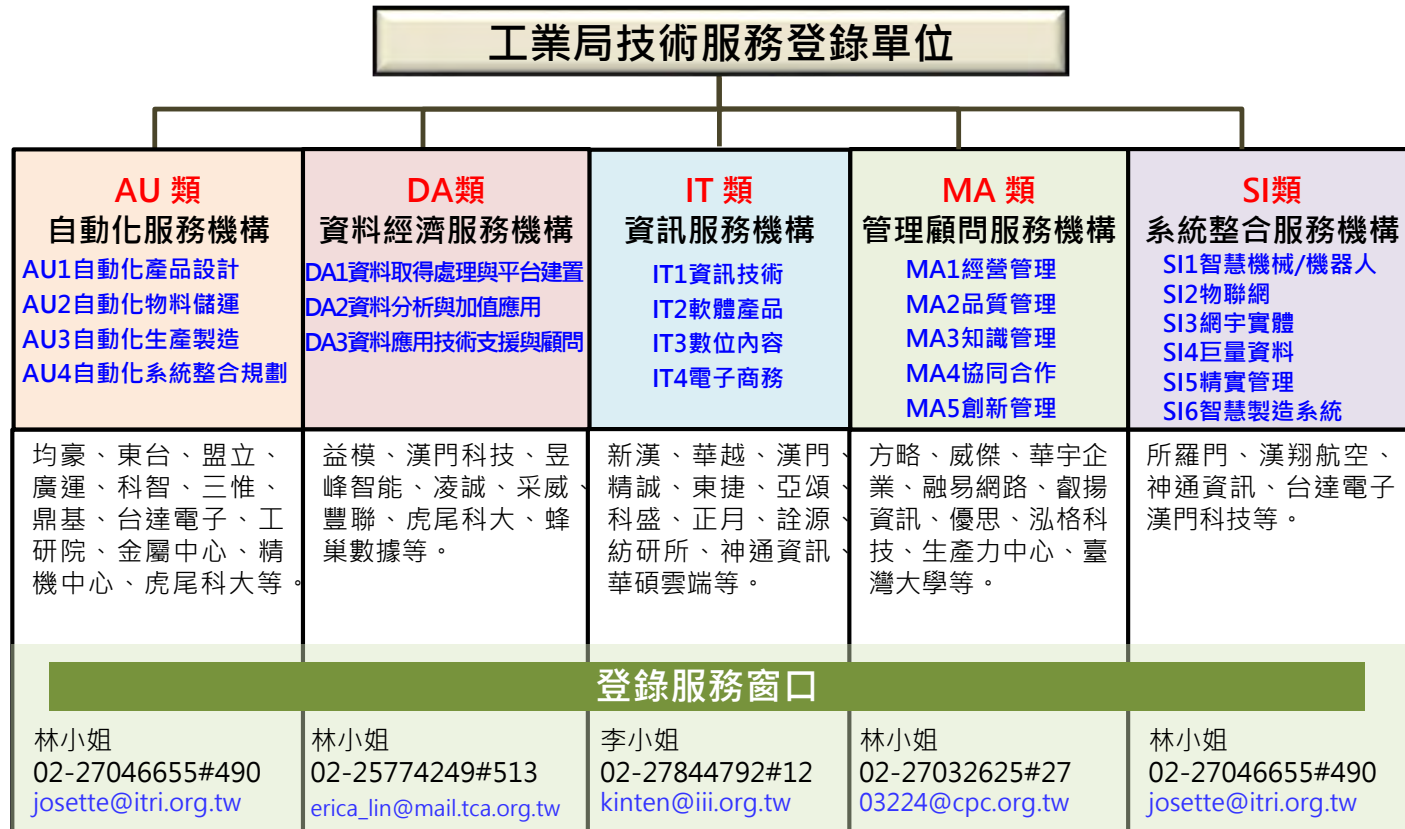 工業局技術服務登錄單位
AU 類
自動化服務機構
AU1自動化產品設計
AU2自動化物料儲運
AU3自動化生產製造
AU4自動化系統整合規劃
DA類
資料經濟服務機構
DA1資料取得處理與平台建置
DA2資料分析與加值應用
DA3資料應用技術支援與顧問
IT 類
資訊服務機構
IT1資訊技術
IT2軟體產品
IT3數位內容
IT4電子商務
MA 類
管理顧問服務機構
MA1經營管理
MA2品質管理
MA3知識管理
MA4協同合作
MA5創新管理
SI類
系統整合服務機構
SI1智慧機械/機器人
SI2物聯網
SI3網宇實體
SI4巨量資料
SI5精實管理
SI6智慧製造系統
均豪、東台、盟立、
廣運、科智、三惟、
鼎基、台達電子、工
研院、金屬中心、精
機中心、虎尾科大等。
益模、漢門科技、昱
峰智能、凌誠、采威、
豐聯、虎尾科大、蜂
巢數據等。
新漢、華越、漢門、
精誠、東捷、亞頌、
科盛、正月、詮源、
紡研所、神通資訊、
華碩雲端等。
方略、威傑、華宇企
業、融易網路、叡揚
資訊、優思、泓格科
技、生產力中心、臺
灣大學等。
所羅門、漢翔航空、
神通資訊、台達電子
漢門科技等。
登錄服務窗口
林小姐
02-27046655#490
josette@itri.org.tw
林小姐
02-25774249#513
erica_lin@mail.tca.org.tw
李小姐
02-27844792#12
kinten@iii.org.tw
林小姐
02-27032625#27
03224@cpc.org.tw
林小姐
02-27046655#490
josette@itri.org.tw